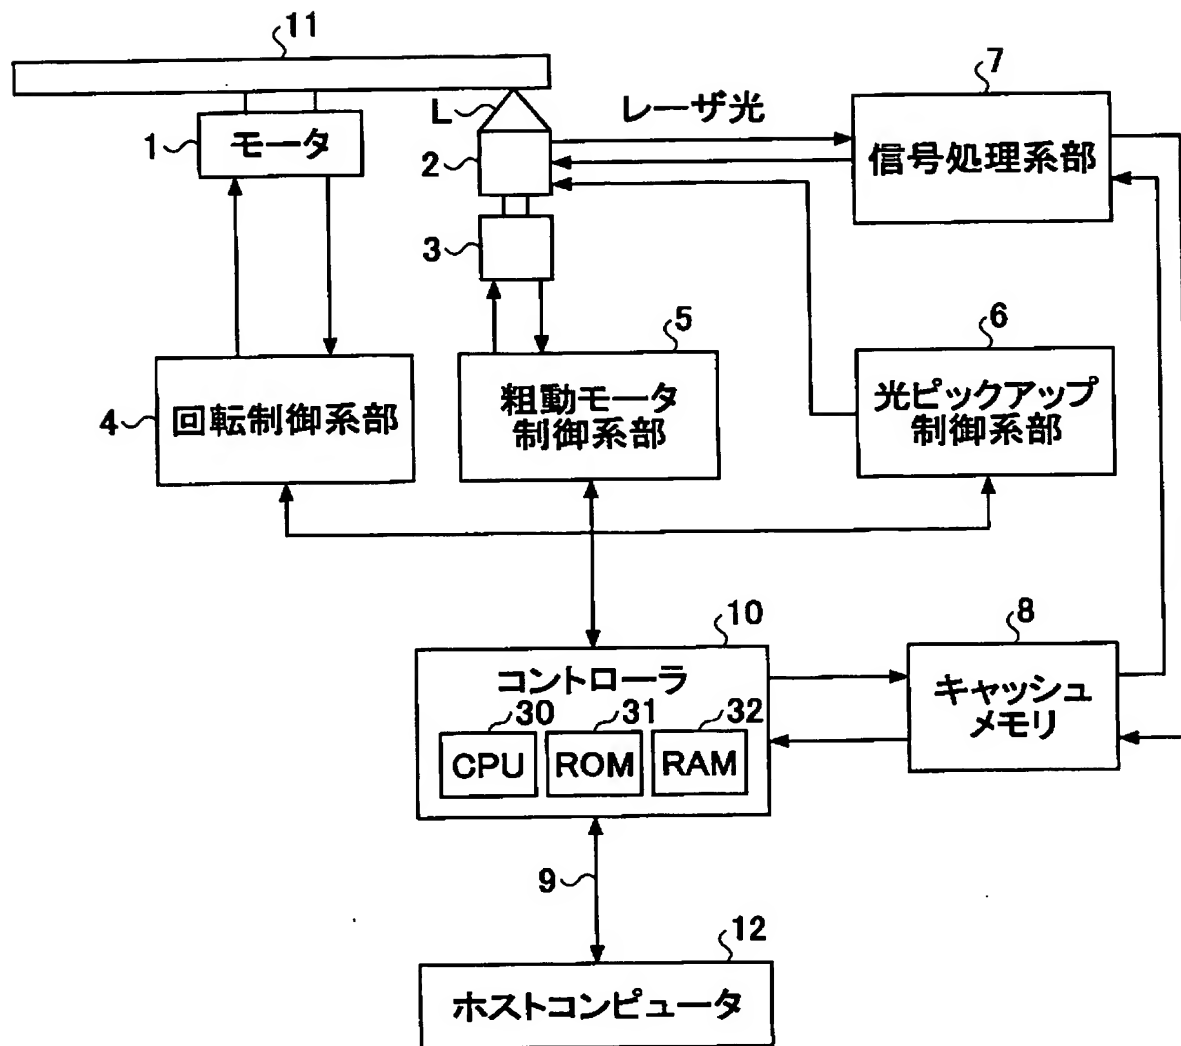 11
7
L
レーザ光
1
モータ
2
信号処理系部
3
5
6
4
回転制御系部
粗動モータ
制御系部
光ピックアップ
制御系部
10
8
コントローラ
キャッシュ
メモリ
30
31
32
CPU
ROM
RAM
9
12
ホストコンピュータ